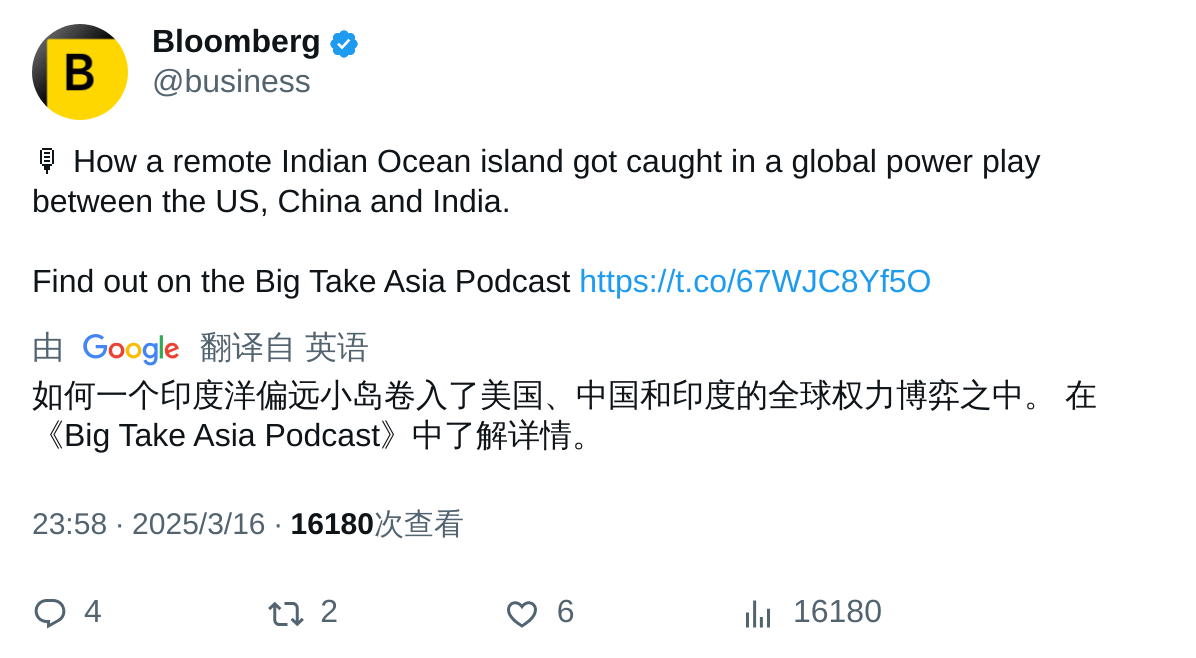 B
Bloomberg
@business
🎙 How a remote Indian Ocean island got caught in a global power play
between the US, China and India.
Find out on the Big Take Asia Podcast https://t.co/67WJC8Yf5O
由 Google 翻译自 英语
如何一个印度洋偏远小岛卷入了美国、中国和印度的全球权力博弈之中。 在
《Big Take Asia Podcast》中了解详情。
23:58 · 2025/3/16 · 16180次查看
4 2 6 16180